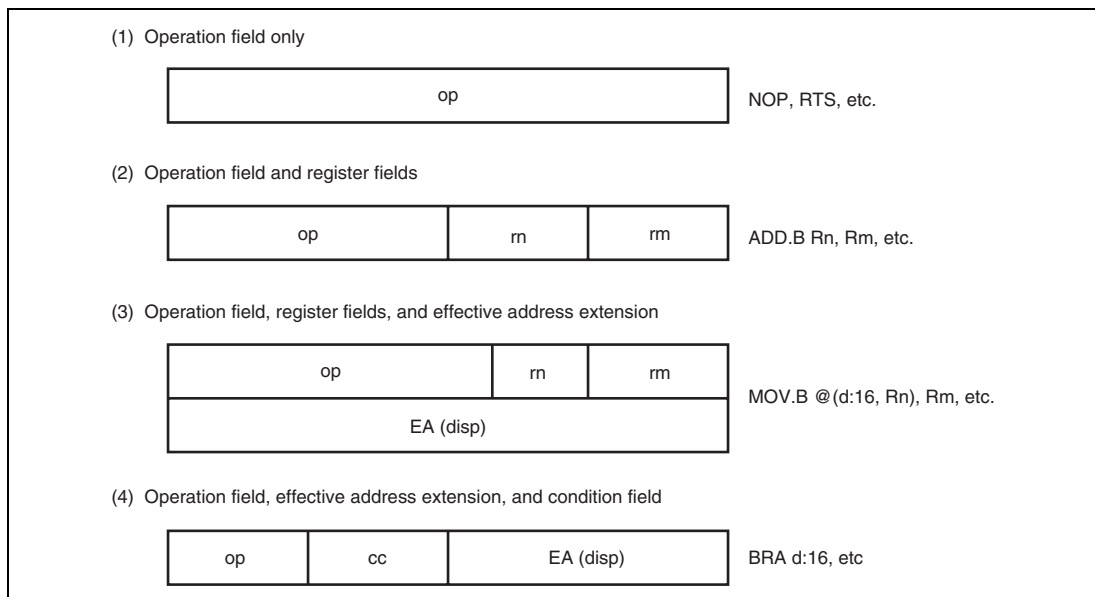 (1) Operation field only
op
NOP, RTS, etc.
(2) Operation field and register fields
op rn rm
ADD.B Rn, Rm, etc.
(3) Operation field, register fields, and effective address extension
op rn rm
EA (disp)
MOV.B @(d:16, Rn), Rm, etc.
(4) Operation field, effective address extension, and condition field
op cc EA (disp)
BRA d:16, etc